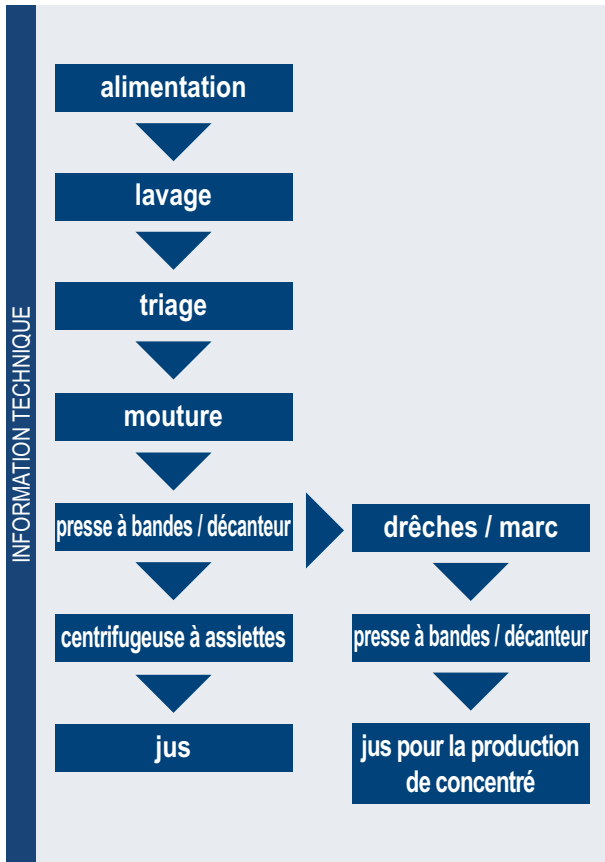 INFORMATION TECHNIQUE
alimentation
lavage
triage
mouture
presse à bandes / décanteur
centrifugeuse à assiettes
jus
drêches / marc
presse à bandes / décanteur
jus pour la production
de concentré